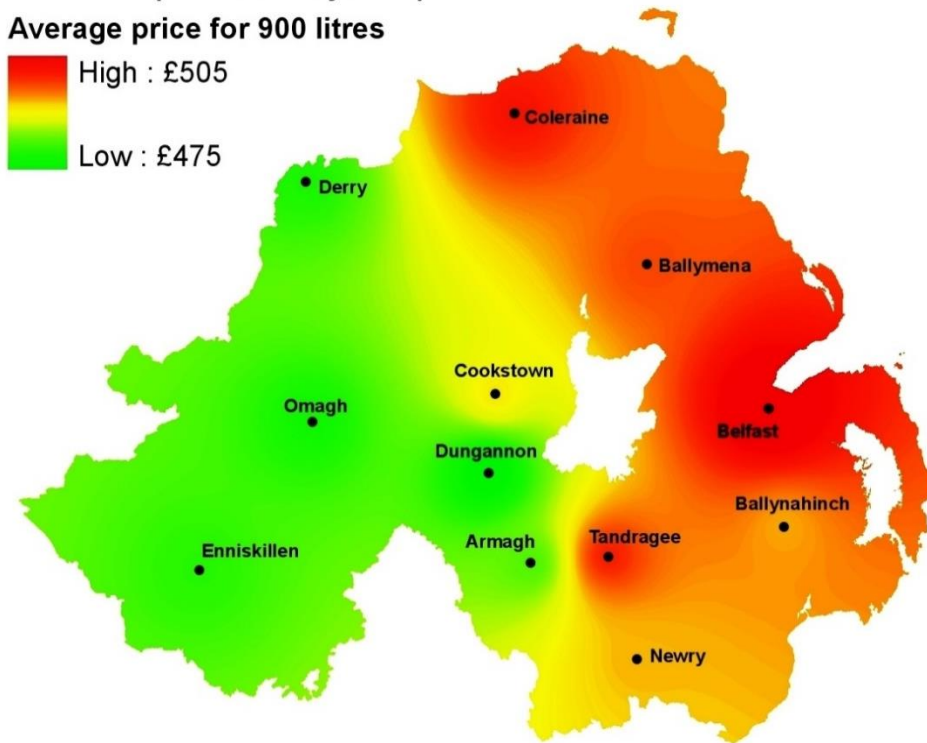 Average price for 900 litres
High : £505
Low : £475
Coleraine
Derry
Ballymena
Cookstown
Omagh
Belfast
Dungannon
Ballynahinch
Armagh
Tandragee
Enniskillen
Newry